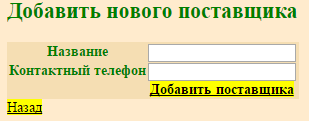 Добавить нового поставщика
Название
Контактный телефон
Добавить поставщика
Назад